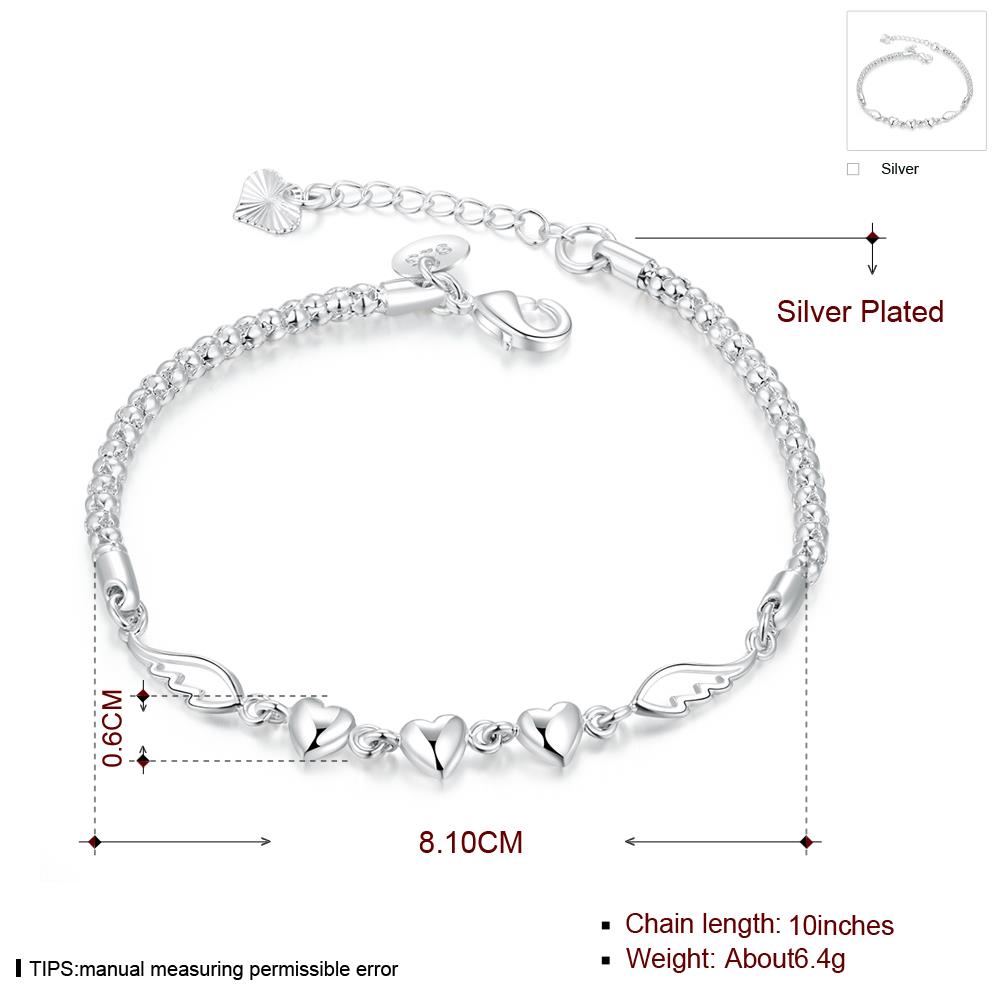 Silver
Silver Plated
0.6CM
8.10CM
Chain length: 10inches
Weight: About6.4g
TIPS:manual measuring permissible error